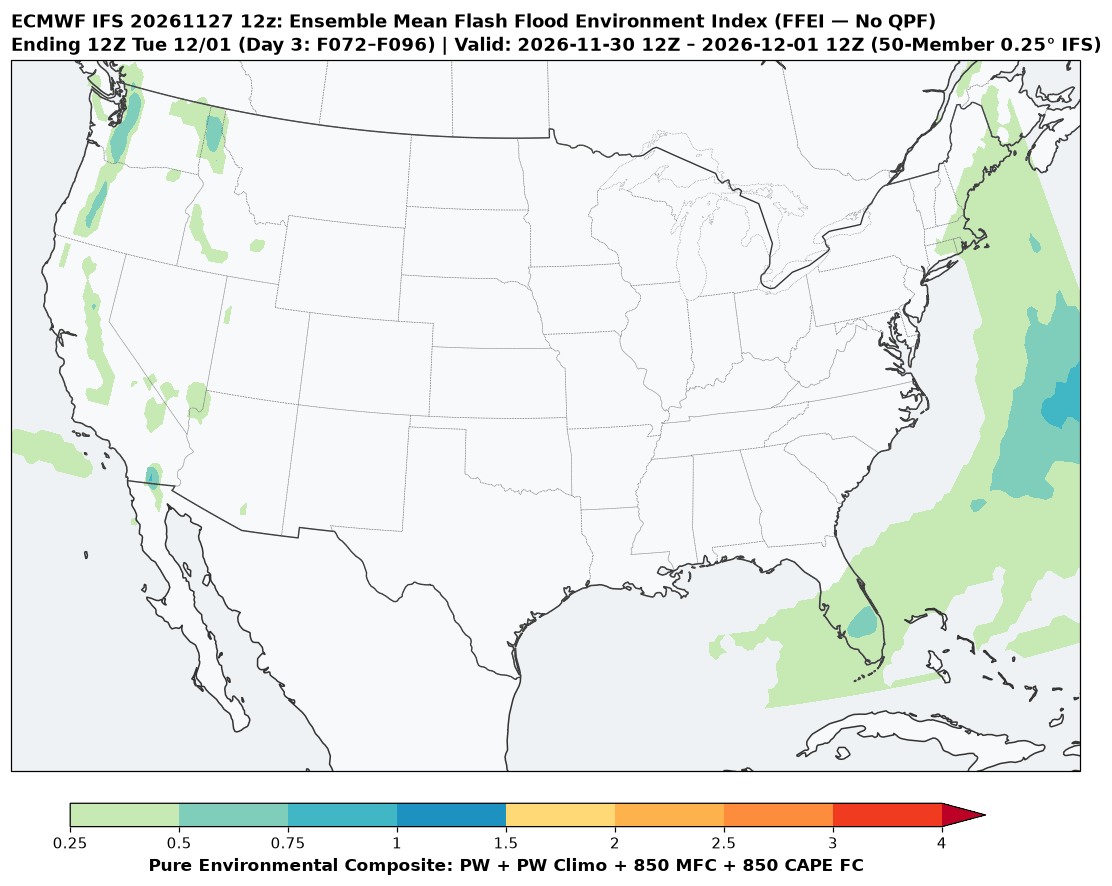 ECMWF IFS 20261127 12z: Ensemble Mean Flash Flood Environment Index (FFEI — No QPF)
Ending 12Z Tue 12/01 (Day 3: F072–F096) | Valid: 2026-11-30 12Z – 2026-12-01 12Z (50-Member 0.25° IFS)
0.25 0.5 0.75 1 1.5 2 2.5 3 4
Pure Environmental Composite: PW + PW Climo + 850 MFC + 850 CAPE FC